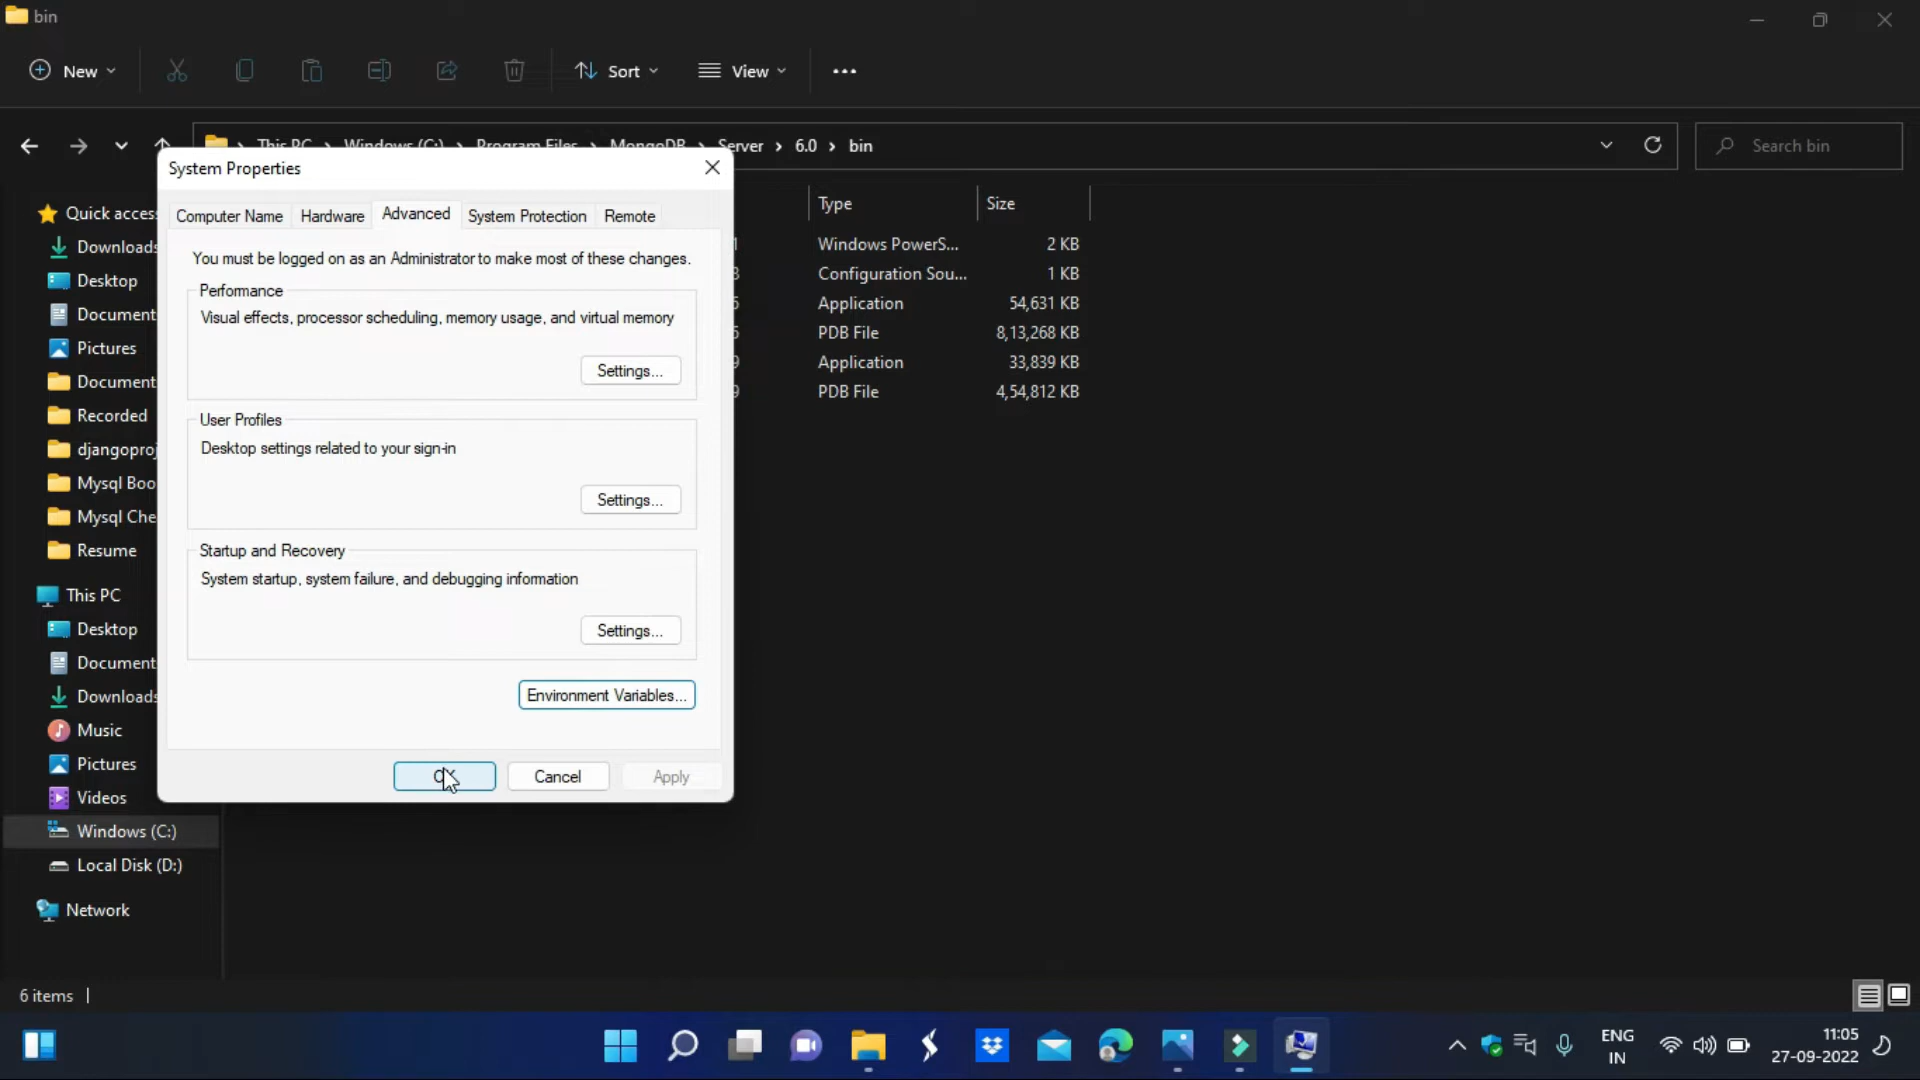 bin
New
Sort
View
This PC > Windows (C:) > Program Files > MongoDB > Server > 6.0 > bin
Search bin
System Properties
Computer Name
Hardware
Advanced
System Protection
Remote
You must be logged on as an Administrator to make most of these changes.
Performance
Visual effects, processor scheduling, memory usage, and virtual memory
Settings...
User Profiles
Desktop settings related to your sign-in
Settings...
Startup and Recovery
System startup, system failure, and debugging information
Settings...
Environment Variables...
Cancel
Apply
Type
Size
Windows PowerS...
2 KB
Configuration Sou...
1 KB
Application
54,631 KB
PDB File
8,13,268 KB
Application
33,839 KB
PDB File
4,54,812 KB
Quick access
Downloads
Desktop
Document
Pictures
Document
Recorded
djangoproj
Mysql Boo
Mysql Che
Resume
This PC
Desktop
Document
Downloads
Music
Pictures
Videos
Windows (C:)
Local Disk (D:)
Network
6 items
ENG
IN
11:05
27-09-2022